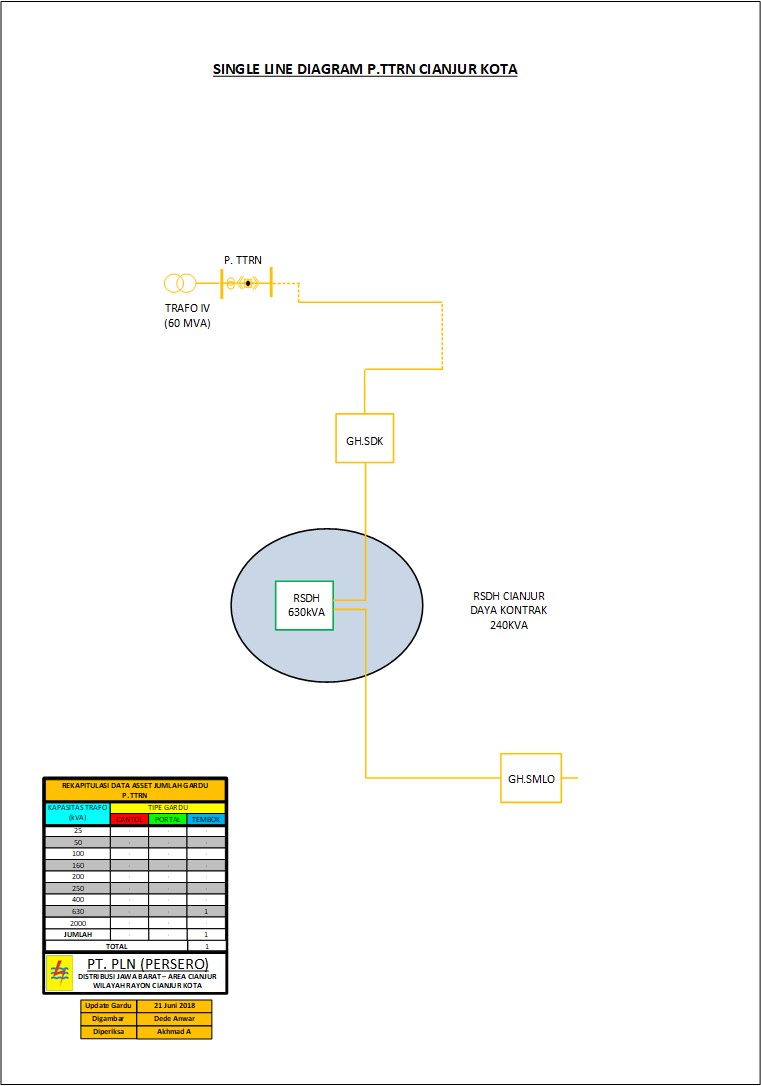 SINGLE LINE DIAGRAM P.TTRN CIANJUR KOTA
P. TTRN
TRAFO IV
(60 MVA)
GH.SDK
RSDH
630kVA
RSDH CIANJUR
DAYA KONTRAK
240KVA
GH.SMLO
REKAPITULASI DATA ASSET JUMLAH GARDU
P. TTRN
KAPASITAS TRAFO (kVA) TIPE GARDU
CANTOL PORTAL TEMBOK
25 - - -
50 - - -
100 - - -
160 - - -
200 - - -
250 - - -
400 - - -
630 - - 1
2000 - - -
JUMLAH - - 1
TOTAL 1
PT. PLN (PERSERO)
DISTRIBUSI JAWA BARAT – AREA CIANJUR
WILAYAH RAYON CIANJUR KOTA
Update Gardu 21 Juni 2018
Digambar Dede Anwar
Diperiksa Akhmad A